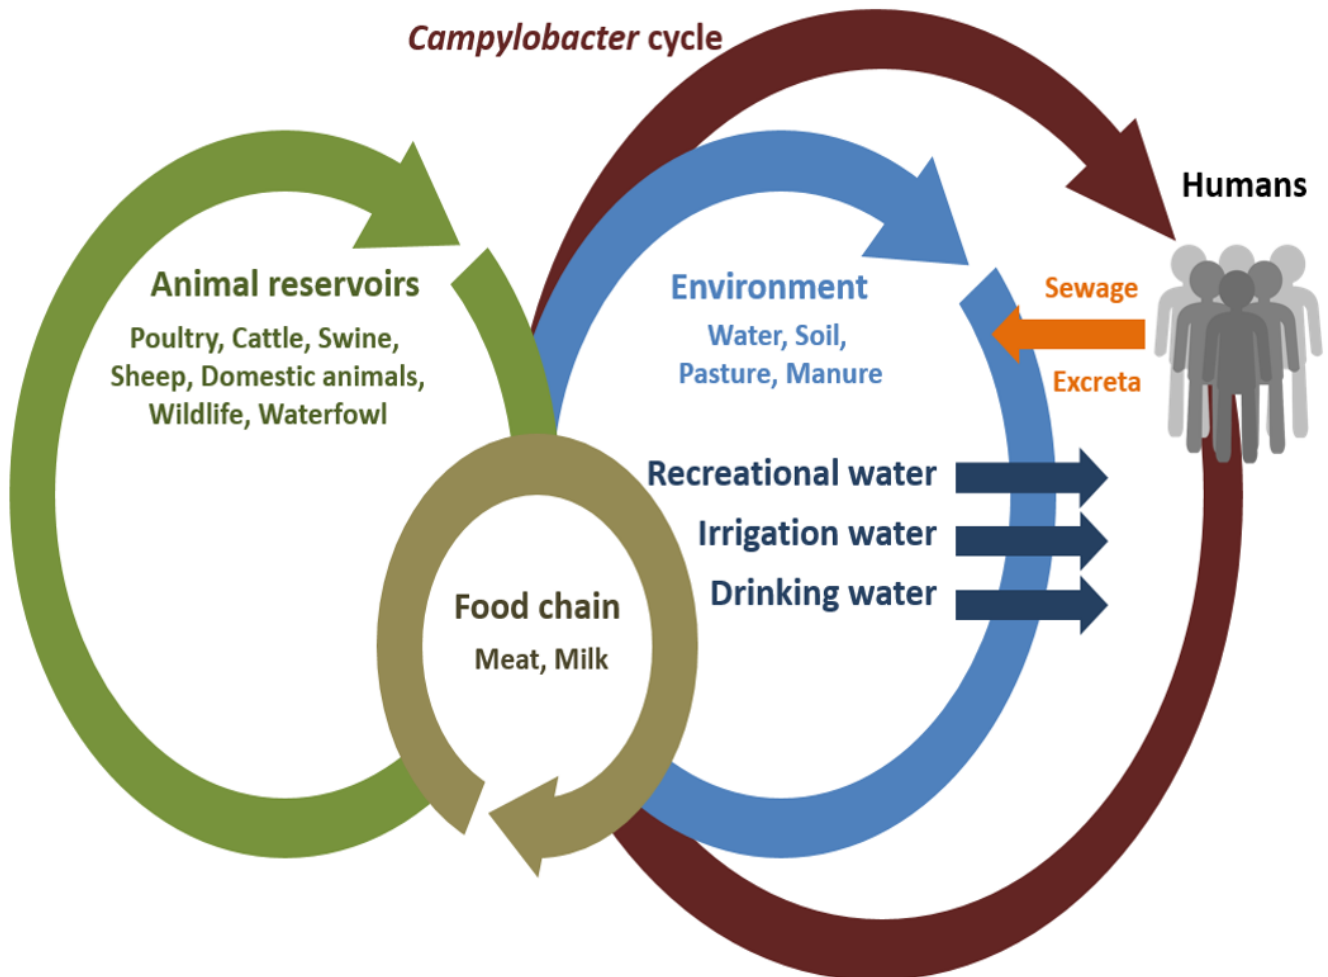 Campylobacter cycle
Humans
Animal reservoirs
Poultry, Cattle, Swine,
Sheep, Domestic animals,
Wildlife, Waterfowl
Environment
Water, Soil,
Pasture, Manure
Sewage
Excreta
Recreational water
Irrigation water
Drinking water
Food chain
Meat, Milk